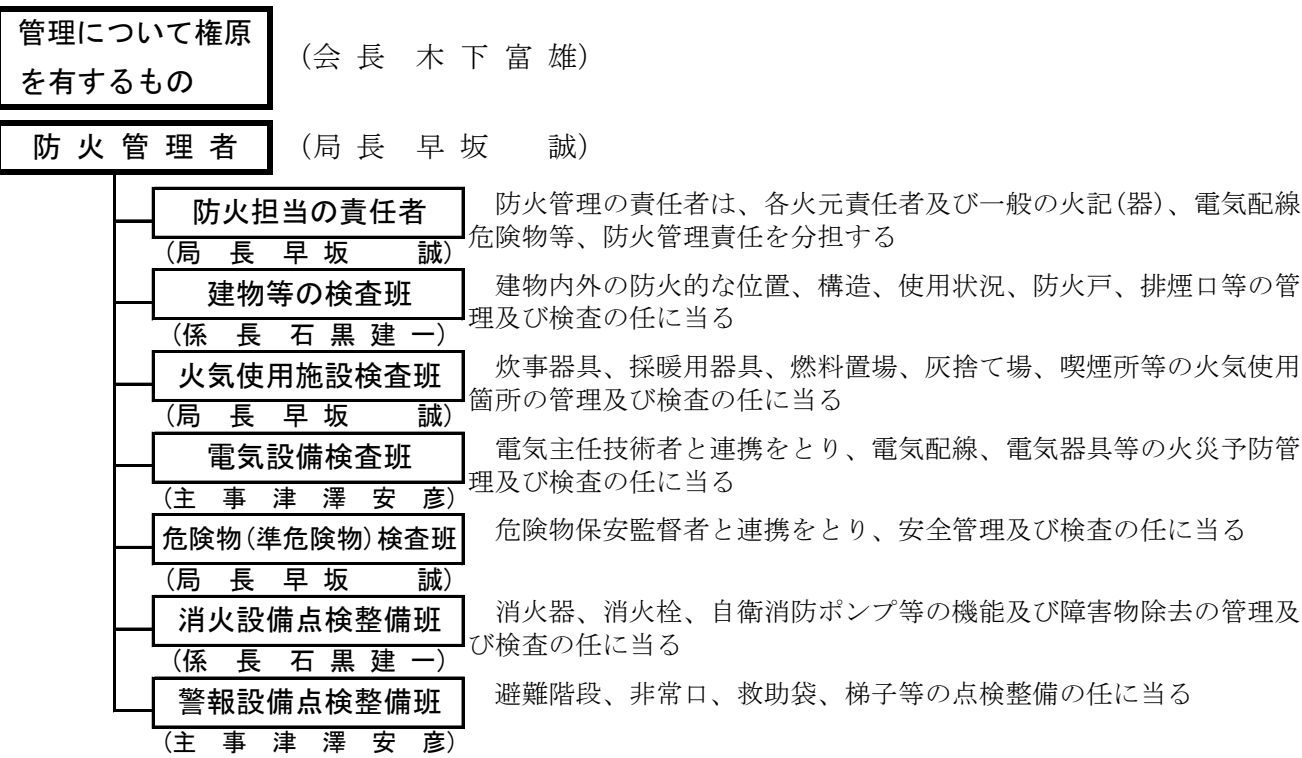 管理について権原
を有するもの
(会 長　木 下 富 雄)
防 火 管 理 者
(局 長　早 坂　　誠)
防火担当の責任者
(局　長　早 坂　　誠)
防火管理の責任者は、各火元責任者及び一般の火記(器)、電気配線
危険物等、防火管理責任を分担する
建物等の検査班
(係　長　石 黒 建 一)
建物内外の防火的な位置、構造、使用状況、防火戸、排煙口等の管
理及び検査の任に当る
火気使用施設検査班
(局　長　早 坂　　誠)
炊事器具、採暖用器具、燃料置場、灰捨て場、喫煙所等の火気使用
箇所の管理及び検査の任に当る
電気設備検査班
(主　事　津　澤　安　彦)
電気主任技術者と連携をとり、電気配線、電気器具等の火災予防管
理及び検査の任に当る
危険物(準危険物)検査班
(局　長　早 坂　　誠)
危険物保安監督者と連携をとり、安全管理及び検査の任に当る
消火設備点検整備班
(係　長　石 黒 建 一)
消火器、消火栓、自衛消防ポンプ等の機能及び障害物除去の管理及
び検査の任に当る
警報設備点検整備班
(主　事　津　澤　安　彦)
避難階段、非常口、救助袋、梯子等の点検整備の任に当る